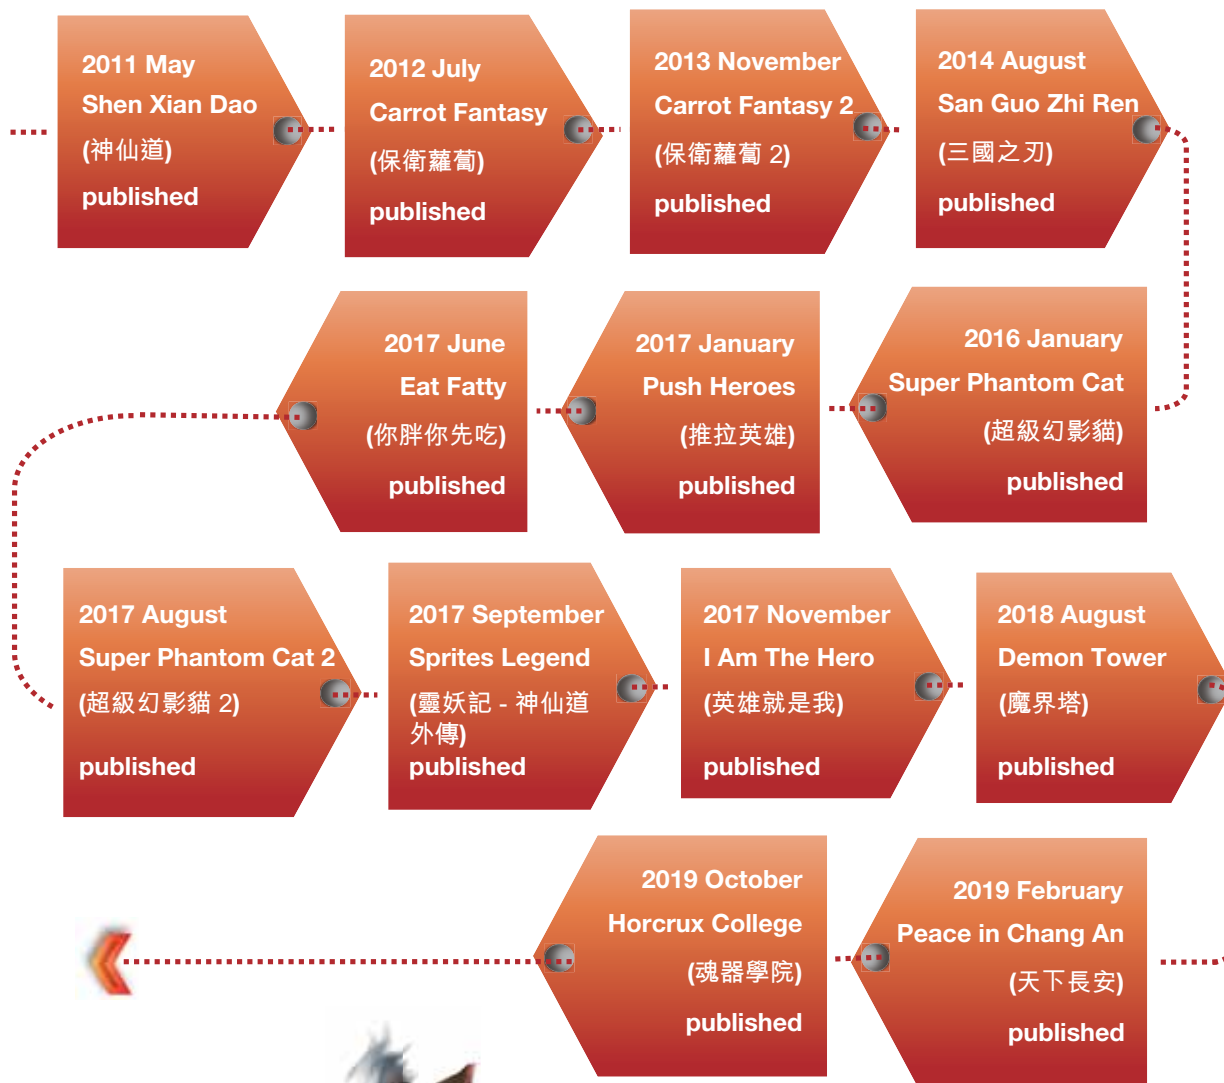 2011 May
Shen Xian Dao
(神仙道)
published
2012 July
Carrot Fantasy
(保衛蘿蔔)
published
2013 November
Carrot Fantasy 2
(保衛蘿蔔 2)
published
2014 August
San Guo Zhi Ren
(三國之刃)
published
2016 January
Super Phantom Cat
(超級幻影貓)
published
2017 January
Push Heroes
(推拉英雄)
published
2017 June
Eat Fatty
(你胖你先吃)
published
2017 August
Super Phantom Cat 2
(超級幻影貓 2)
published
2017 September
Sprites Legend
(靈妖記 - 神仙道
外傳)
published
2017 November
I Am The Hero
(英雄就是我)
published
2018 August
Demon Tower
(魔界塔)
published
2019 February
Peace in Chang An
(天下長安)
published
2019 October
Horcrux College
(魂器學院)
published